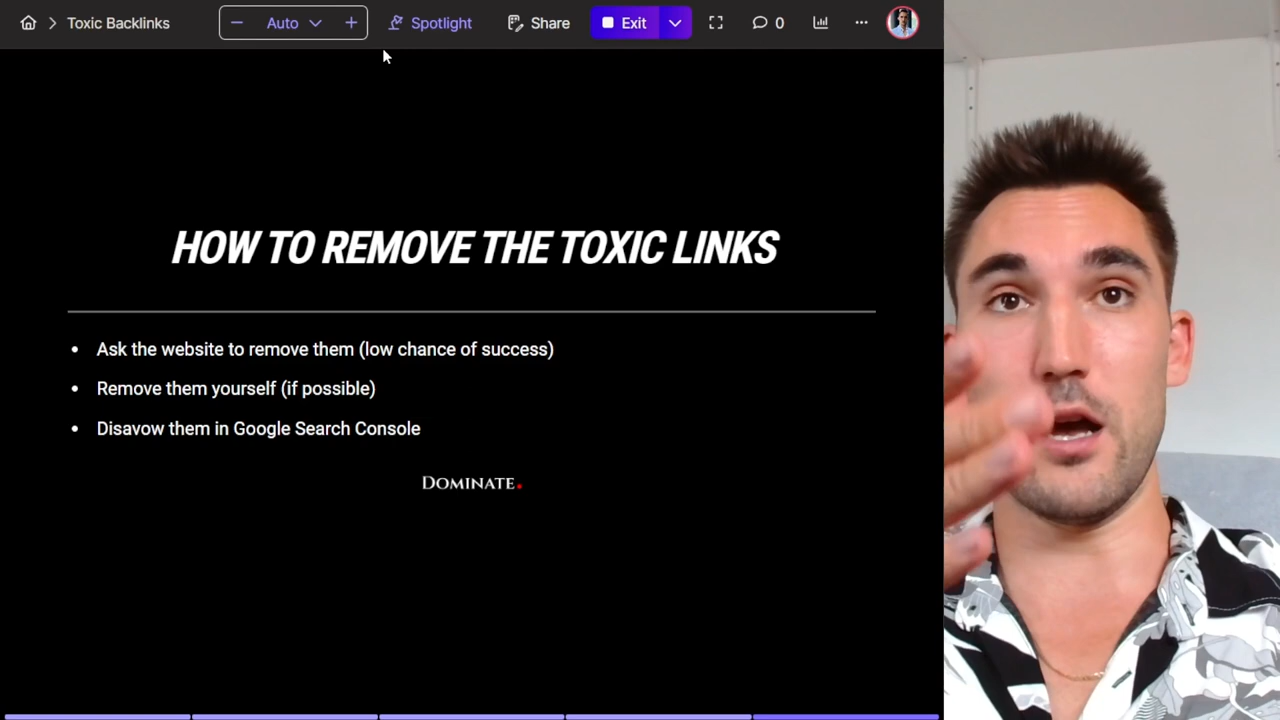 Toxic Backlinks
Auto
Spotlight
Share
Exit
0
HOW TO REMOVE THE TOXIC LINKS
• Ask the website to remove them (low chance of success)
• Remove them yourself (if possible)
• Disavow them in Google Search Console
DOMINATE.